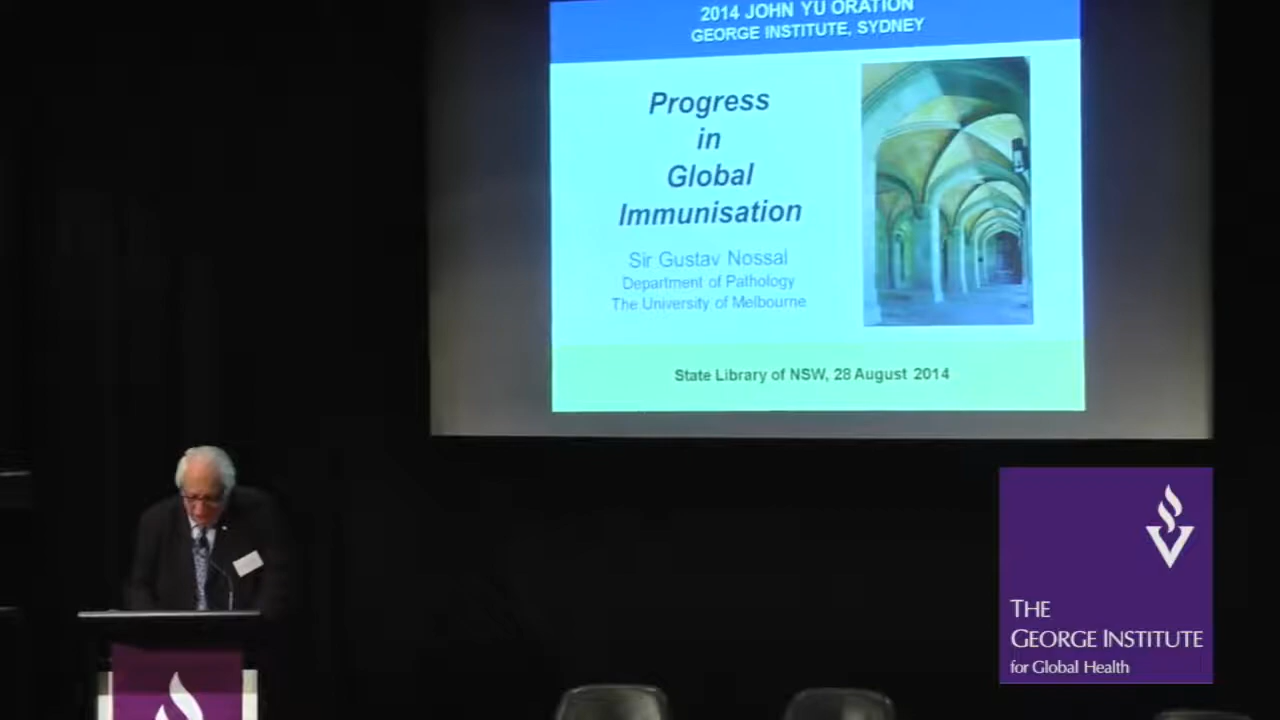 2014 JOHN YU ORATION
GEORGE INSTITUTE, SYDNEY
Progress
in
Global
Immunisation
Sir Gustav Nossal
Department of Pathology
The University of Melbourne
State Library of NSW, 28 August 2014
THE
GEORGE INSTITUTE
for Global Health